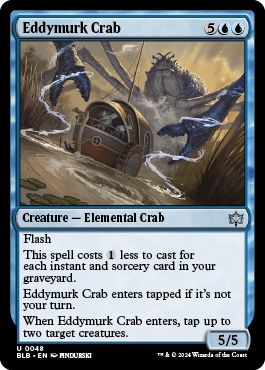 Eddymurk Crab 5
Creature — Elemental Crab
Flash
This spell costs 1 less to cast for
each instant and sorcery card in your
graveyard.
Eddymurk Crab enters tapped if it's not
your turn.
When Eddymurk Crab enters, tap up to
two target creatures.
5/5
U 0048
BLB • EN PINDURSKI
™ & © 2024 Wizards of the Coast